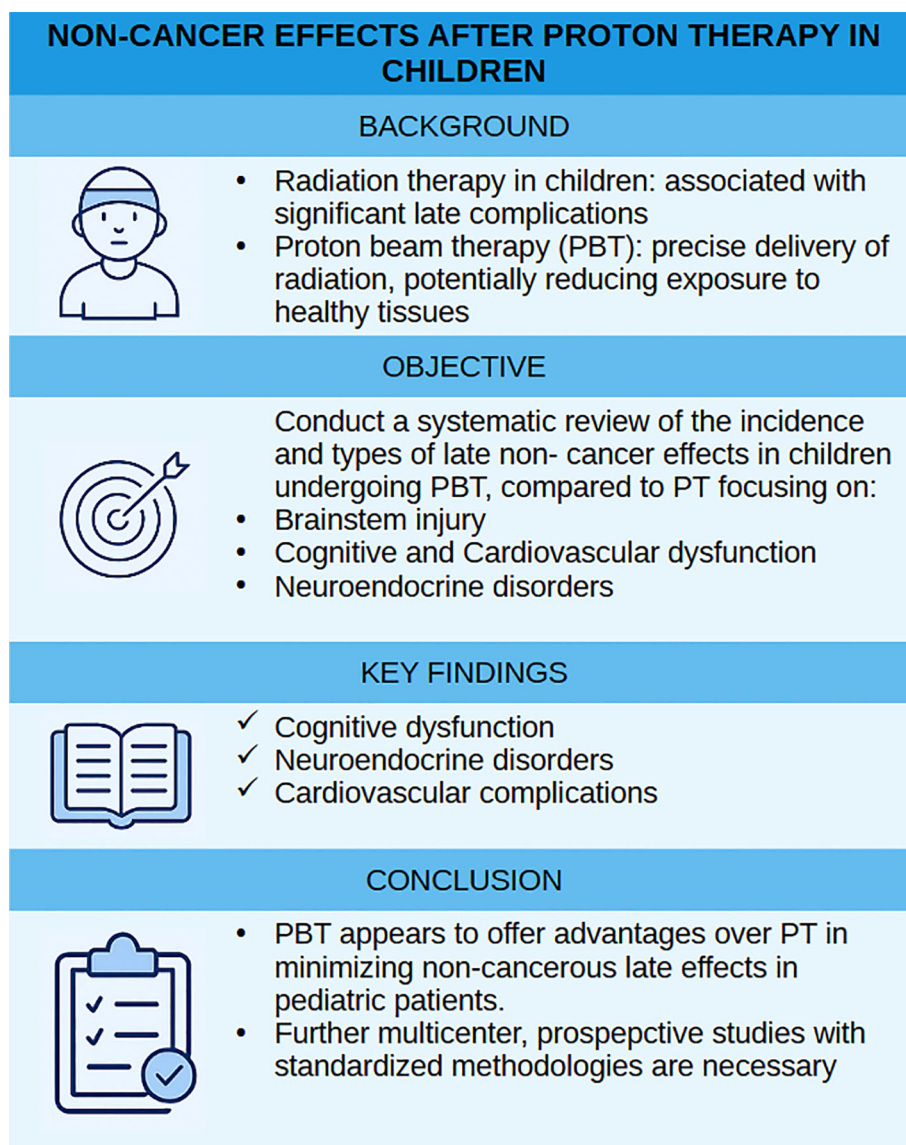 NON-CANCER EFFECTS AFTER PROTON THERAPY IN
CHILDREN
BACKGROUND
• Radiation therapy in children: associated with
significant late complications
• Proton beam therapy (PBT): precise delivery of
radiation, potentially reducing exposure to
healthy tissues
OBJECTIVE
Conduct a systematic review of the incidence
and types of late non- cancer effects in children
undergoing PBT, compared to PT focusing on:
• Brainstem injury
• Cognitive and Cardiovascular dysfunction
• Neuroendocrine disorders
KEY FINDINGS
✓ Cognitive dysfunction
✓ Neuroendocrine disorders
✓ Cardiovascular complications
CONCLUSION
• PBT appears to offer advantages over PT in
minimizing non-cancerous late effects in
pediatric patients.
• Further multicenter, prospepctive studies with
standardized methodologies are necessary